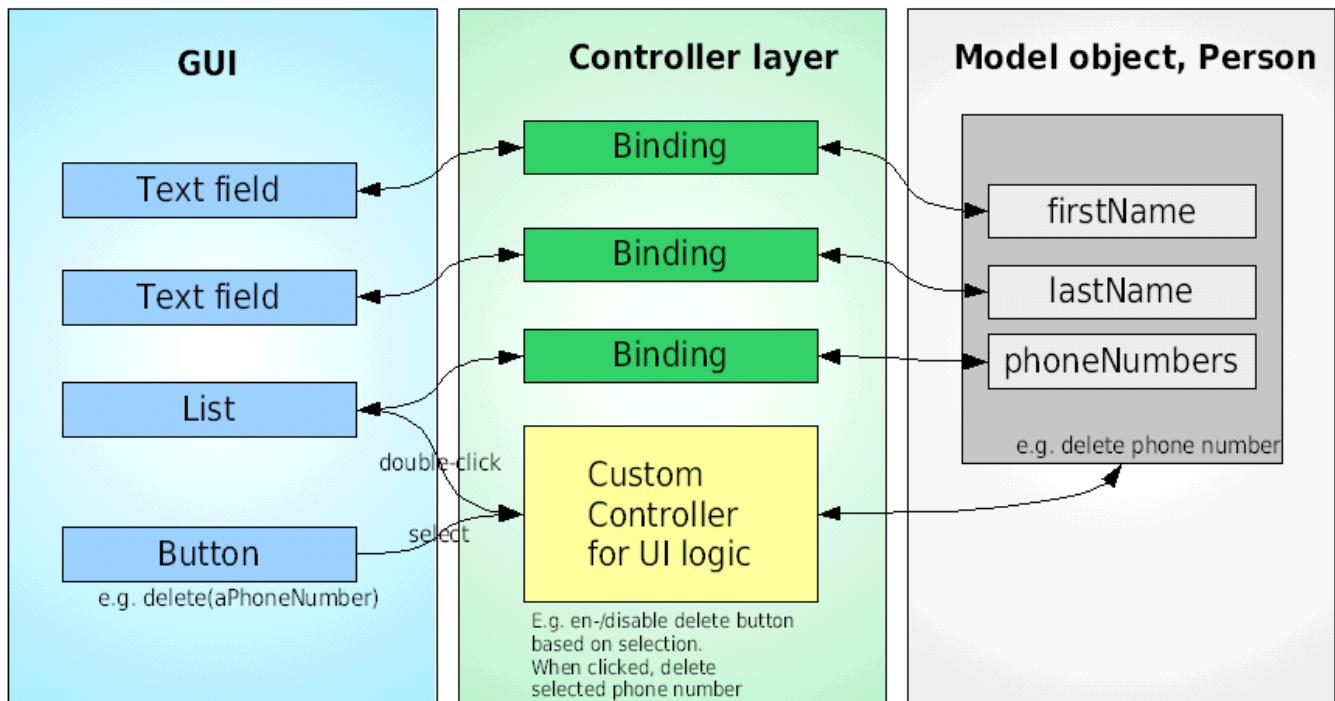 GUI
Text field
Text field
List
double-click
select
Button
e.g. delete(aPhoneNumber)
Controller layer
Binding
Binding
Binding
Custom
Controller
for UI logic
E.g. en-/disable delete button
based on selection.
When clicked, delete
selected phone number
Model object, Person
firstName
lastName
phoneNumbers
e.g. delete phone number